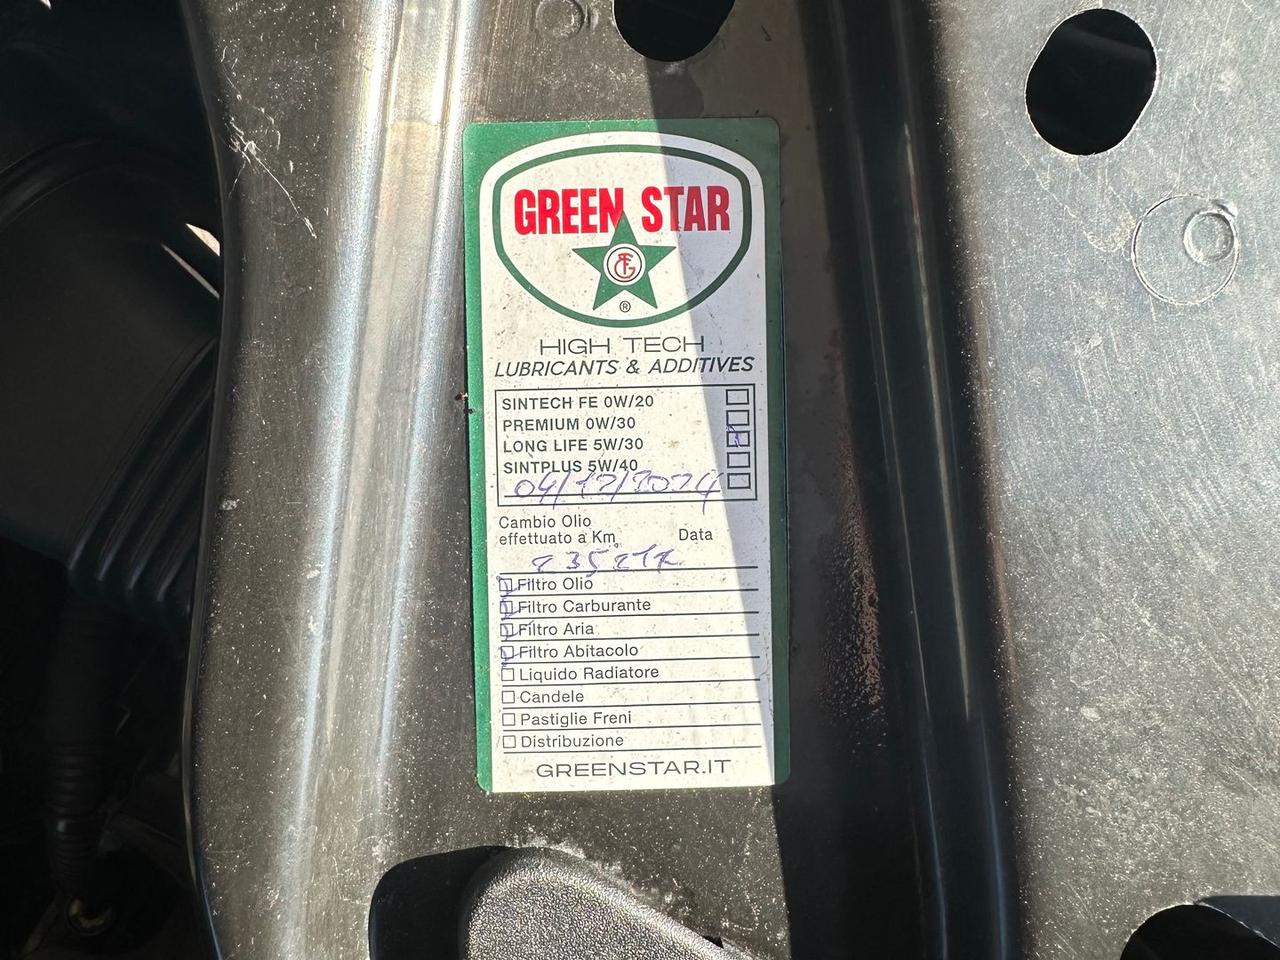 GREEN STAR
FG
®
HIGH TECH
LUBRICANTS & ADDITIVES
SINTECH FE 0W/20
PREMIUM 0W/30
LONG LIFE 5W/30
SINTPLUS 5W/40
04/12/2024
Cambio Olio
effettuato a Km Data
Filtro Olio
Filtro Carburante
Filtro Aria
Filtro Abitacolo
Liquido Radiatore
Candele
Pastiglie Freni
Distribuzione
GREENSTAR.IT